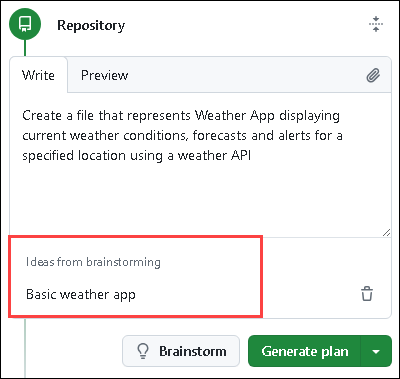 Repository
Write
Preview
Create a file that represents Weather App displaying
current weather conditions, forecasts and alerts for a
specified location using a weather API
Ideas from brainstorming
Basic weather app
Brainstorm
Generate plan